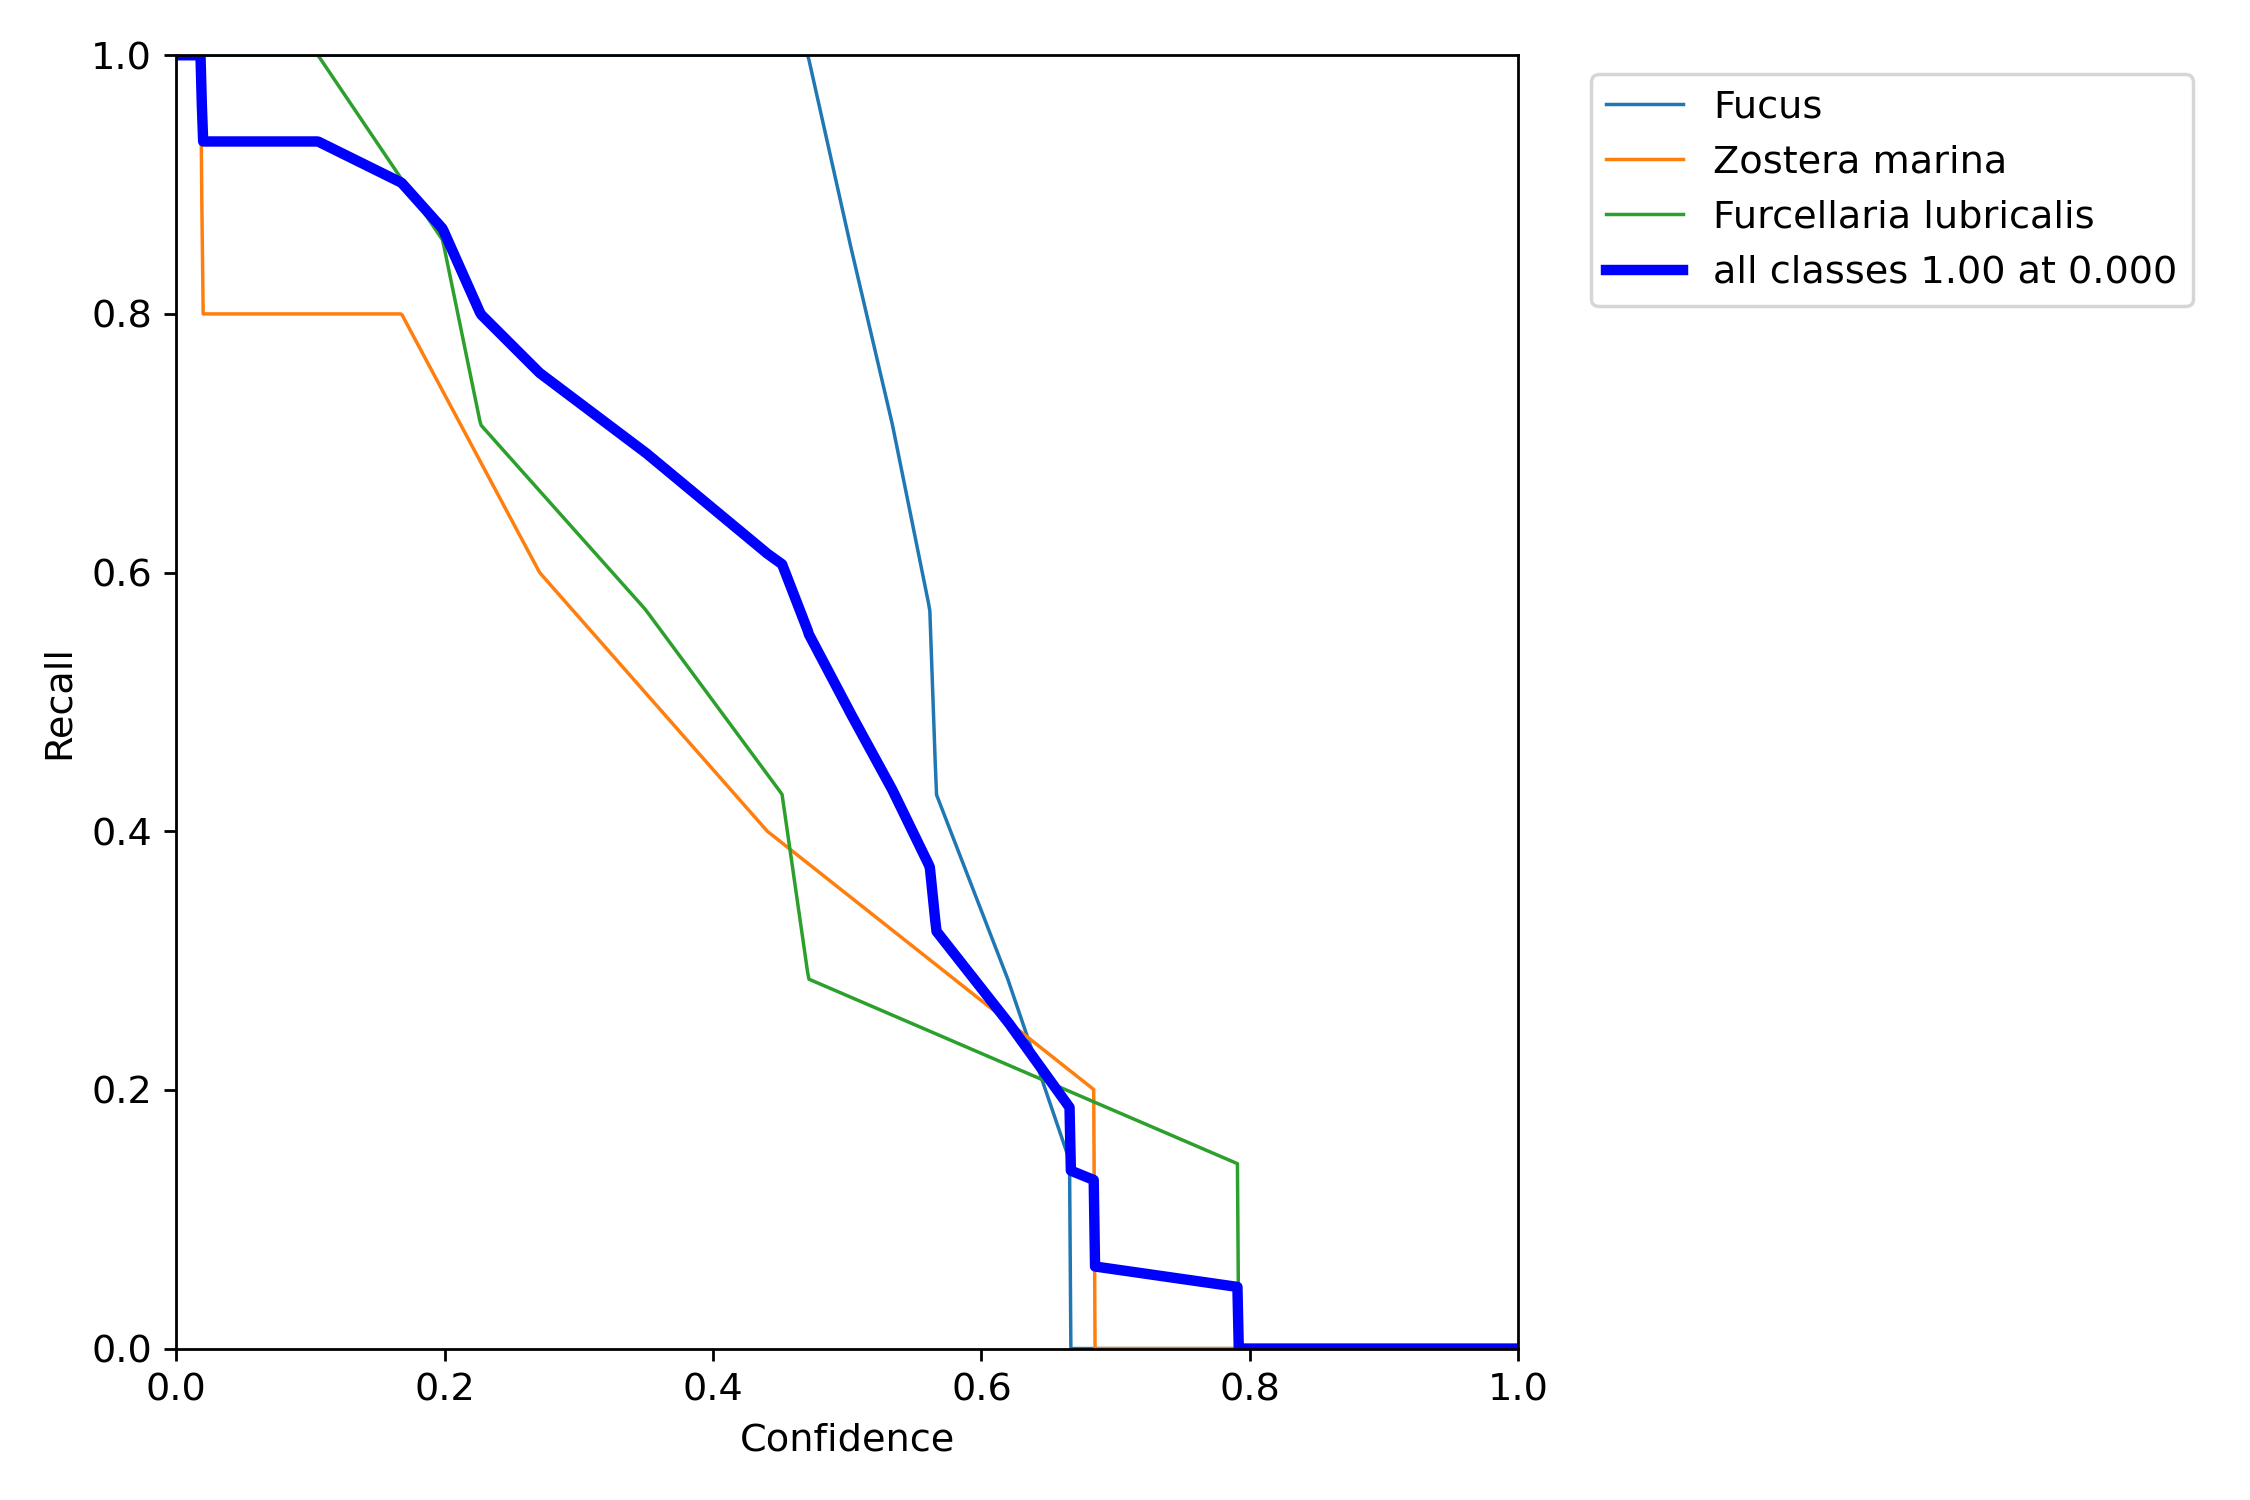 Fucus
Zostera marina
Furcellaria lubricalis
all classes 1.00 at 0.000
1.0
0.8
0.6
0.4
0.2
0.0
Recall
0.0 0.2 0.4 0.6 0.8 1.0
Confidence